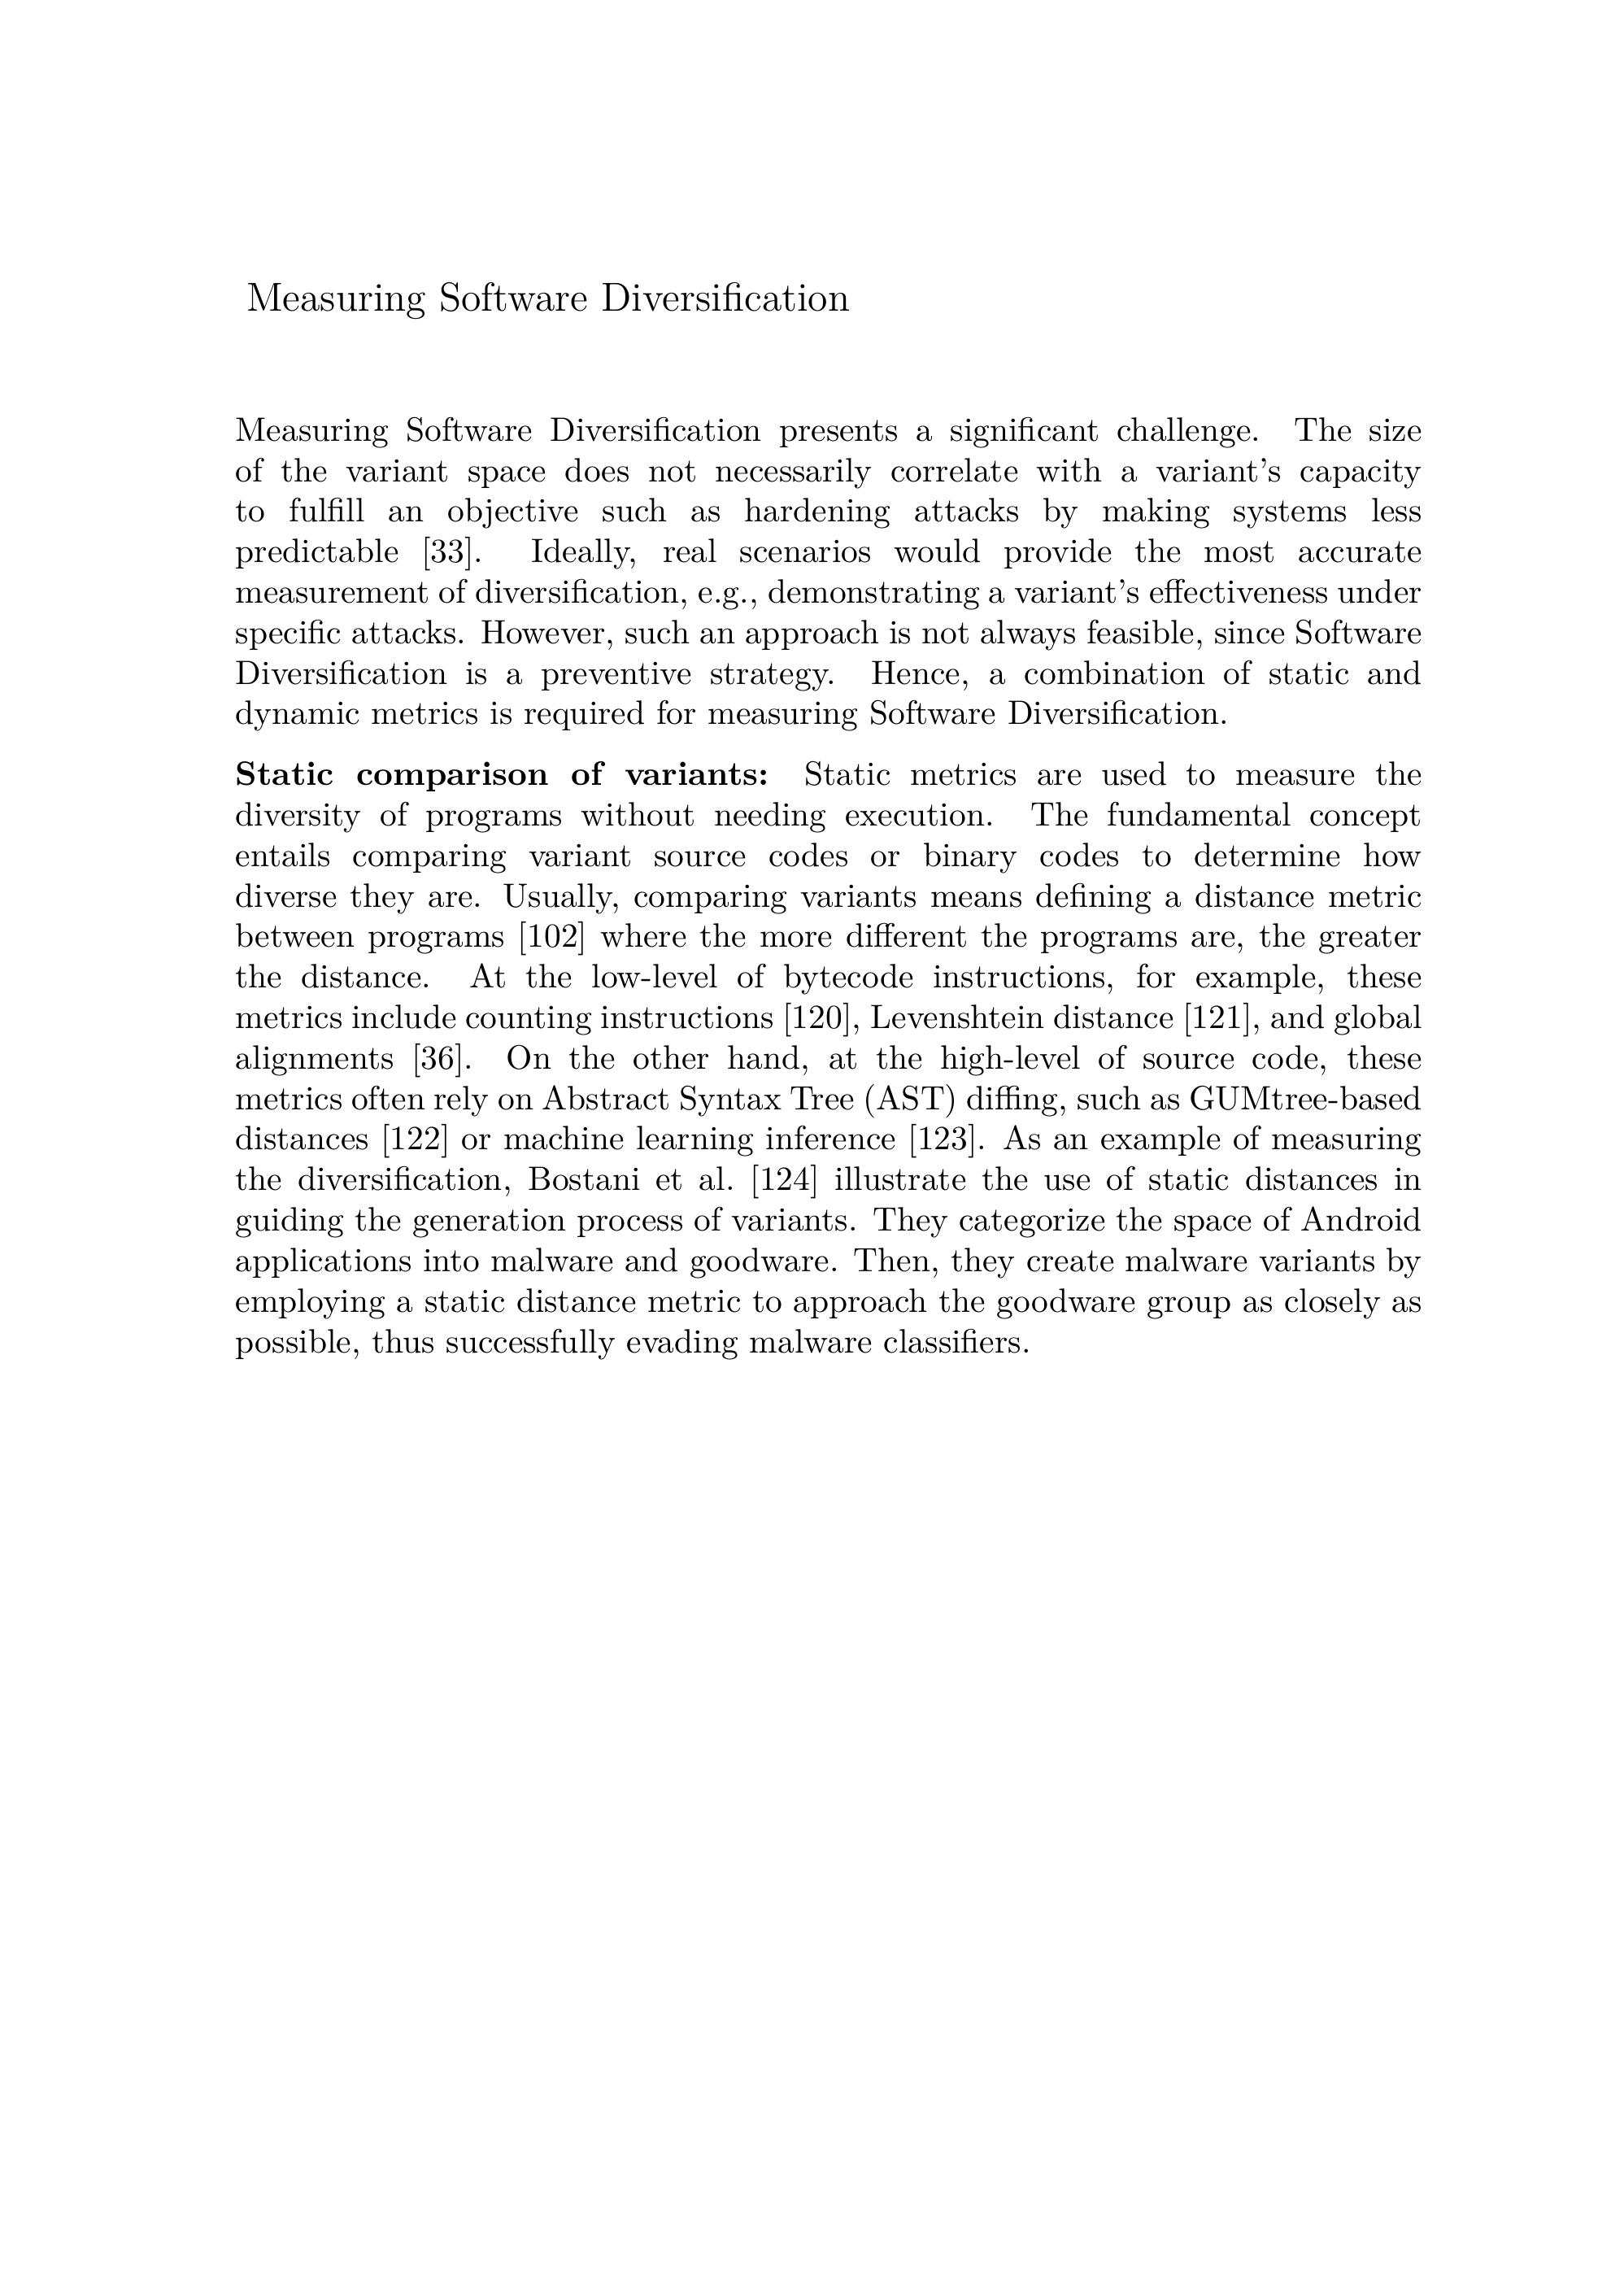 Measuring Software Diversification
Measuring Software Diversification presents a significant challenge. The size
of the variant space does not necessarily correlate with a variant's capacity
to fulfill an objective such as hardening attacks by making systems less
predictable [33]. Ideally, real scenarios would provide the most accurate
measurement of diversification, e.g., demonstrating a variant's effectiveness under
specific attacks. However, such an approach is not always feasible, since Software
Diversification is a preventive strategy. Hence, a combination of static and
dynamic metrics is required for measuring Software Diversification.
Static comparison of variants: Static metrics are used to measure the
diversity of programs without needing execution. The fundamental concept
entails comparing variant source codes or binary codes to determine how
diverse they are. Usually, comparing variants means defining a distance metric
between programs [102] where the more different the programs are, the greater
the distance. At the low-level of bytecode instructions, for example, these
metrics include counting instructions [120], Levenshtein distance [121], and global
alignments [36]. On the other hand, at the high-level of source code, these
metrics often rely on Abstract Syntax Tree (AST) diffing, such as GUMtree-based
distances [122] or machine learning inference [123]. As an example of measuring
the diversification, Bostani et al. [124] illustrate the use of static distances in
guiding the generation process of variants. They categorize the space of Android
applications into malware and goodware. Then, they create malware variants by
employing a static distance metric to approach the goodware group as closely as
possible, thus successfully evading malware classifiers.